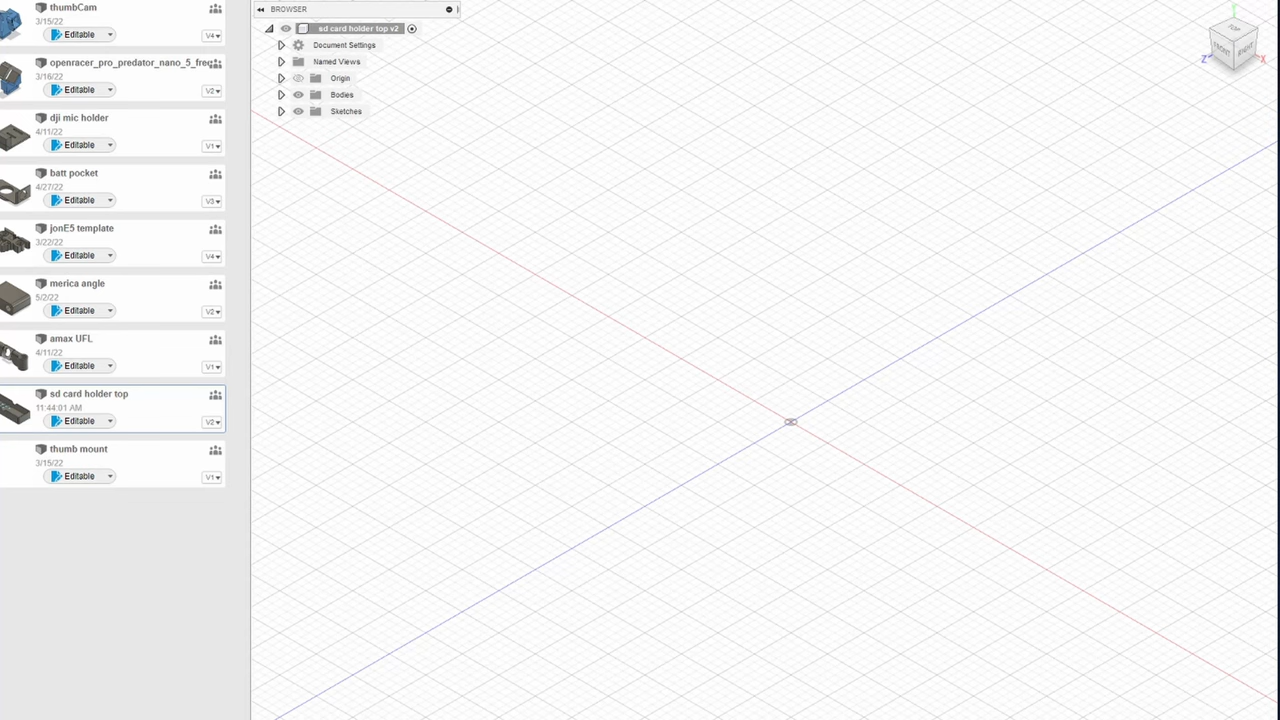 thumbCam
3/15/22
Editable
V4
openracer_pro_predator_nano_5_free
3/16/22
Editable
V2
dji mic holder
4/11/22
Editable
V1
batt pocket
4/27/22
Editable
V3
jonE5 template
3/22/22
Editable
V4
merica angle
5/2/22
Editable
V2
amax UFL
4/11/22
Editable
V1
sd card holder top
11:44:01 AM
Editable
V2
thumb mount
3/15/22
Editable
V1
BROWSER
sd card holder top v2
Document Settings
Named Views
Origin
Bodies
Sketches
Y
FRONT
RIGHT
Z
X